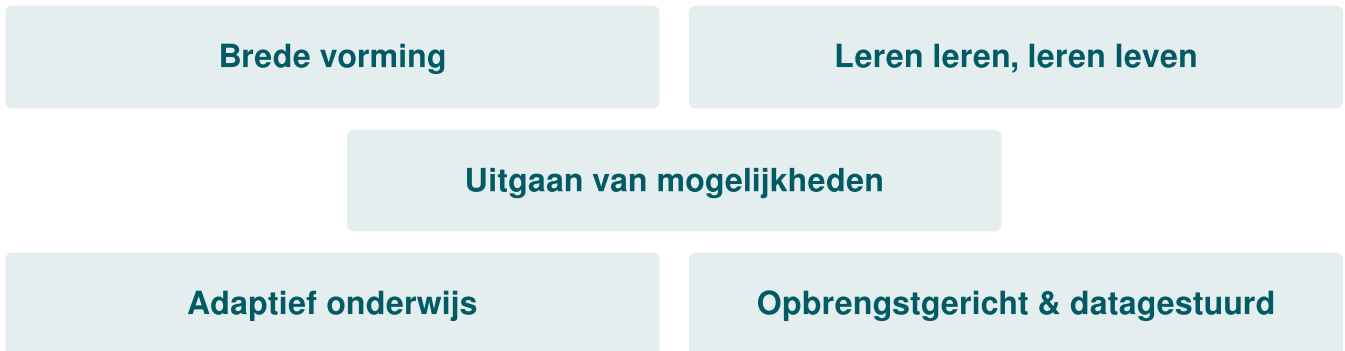 Brede vorming
Leren leren, leren leven
Uitgaan van mogelijkheden
Adaptief onderwijs
Opbrengstgericht & datagestuurd